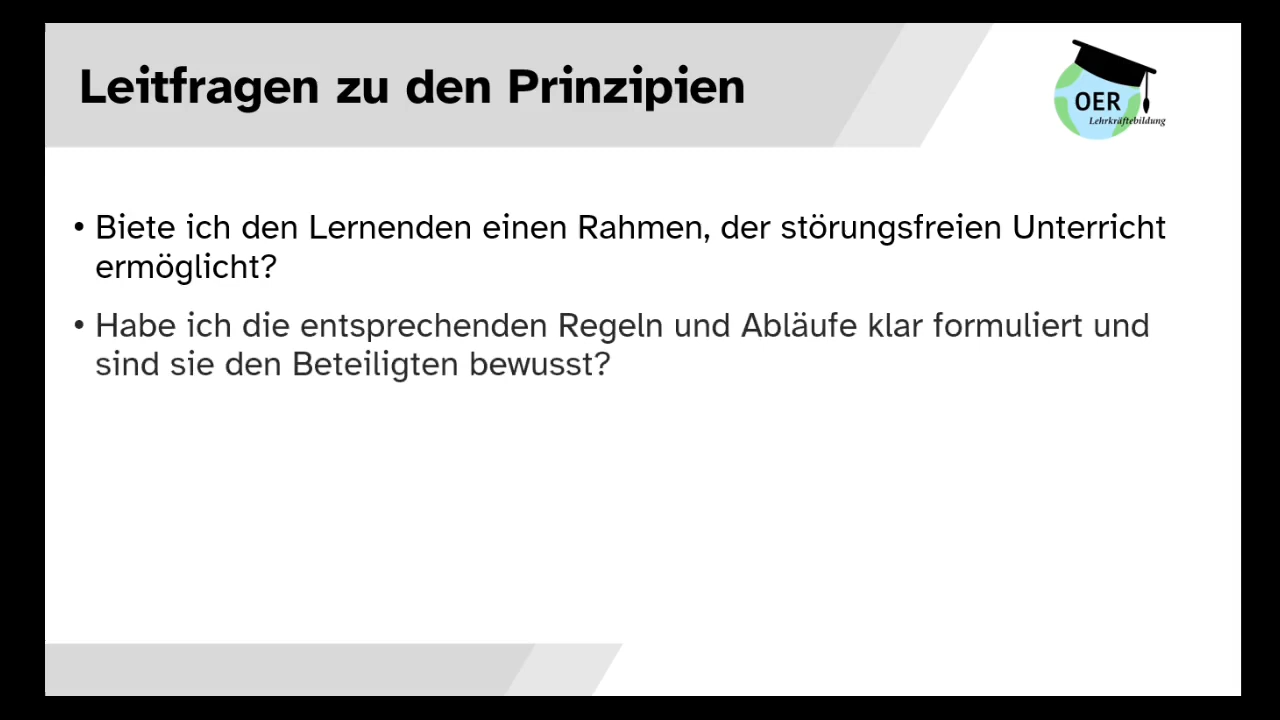 Leitfragen zu den Prinzipien
OER
Lehrkräftebildung
• Biete ich den Lernenden einen Rahmen, der störungsfreien Unterricht
ermöglicht?
• Habe ich die entsprechenden Regeln und Abläufe klar formuliert und
sind sie den Beteiligten bewusst?